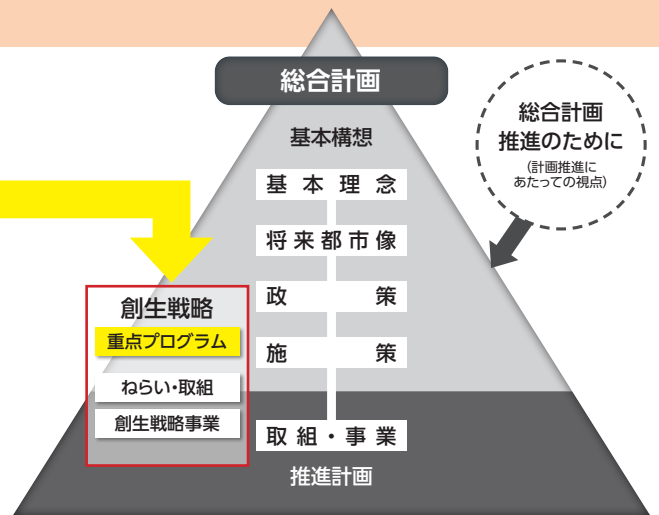 総合計画
基本構想
基本理念
将来都市像
政策
施策
取組・事業
推進計画
創生戦略
重点プログラム
ねらい・取組
創生戦略事業
総合計画
推進のために
(計画推進に
あたっての視点)